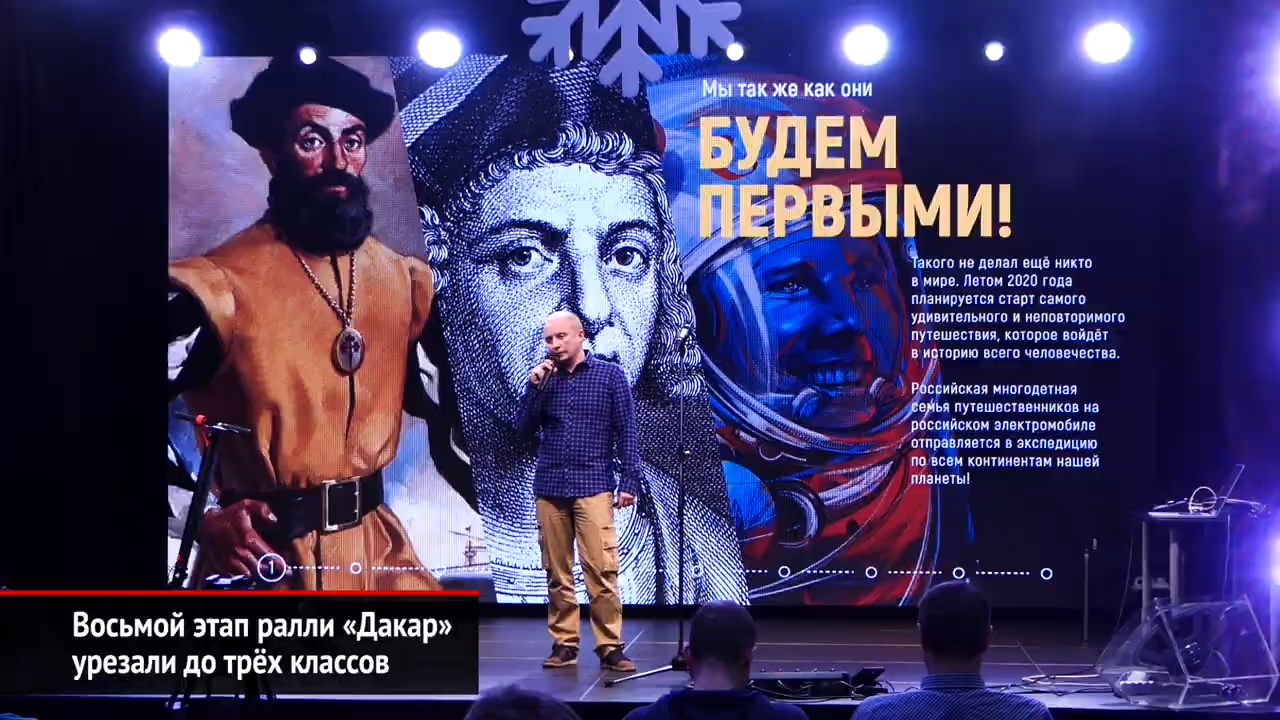 Мы так же как они
БУДЕМ
ПЕРВЫМИ!
Такого не делал ещё никто
в мире. Летом 2020 года
планируется старт самого
удивительного и неповторимого
путешествия, которое войдёт
в историю всего человечества.
Российская многодетная
семья путешественников на
российском электромобиле
отправляется в экспедицию
по всем континентам нашей
планеты!
1
Восьмой этап ралли «Дакар»
урезали до трёх классов